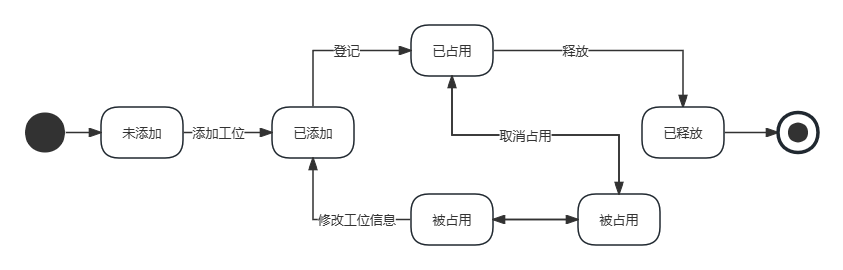 登记
已占用
释放
未添加
添加工位
已添加
取消占用
已释放
修改工位信息
被占用
被占用